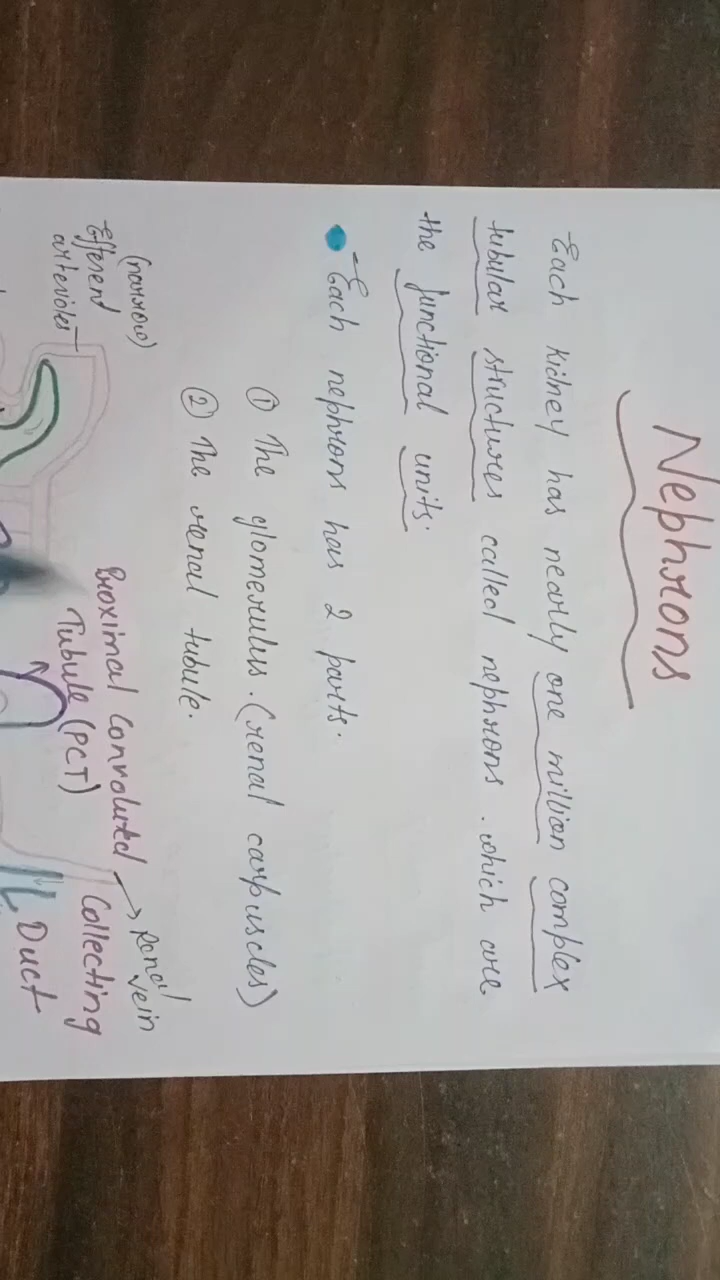 Nephrons
Each kidney has nearly one million complex
tubular structures called nephrons. which are
the functional units.
Each nephrons has 2 parts.
① The glomerulus. (renal carpuscles)
② The renal tubule.
(narrow)
Efferent
arterioles
Proximal Convoluted
Tubule (PCT)
Renal
vein
Collecting
Duct